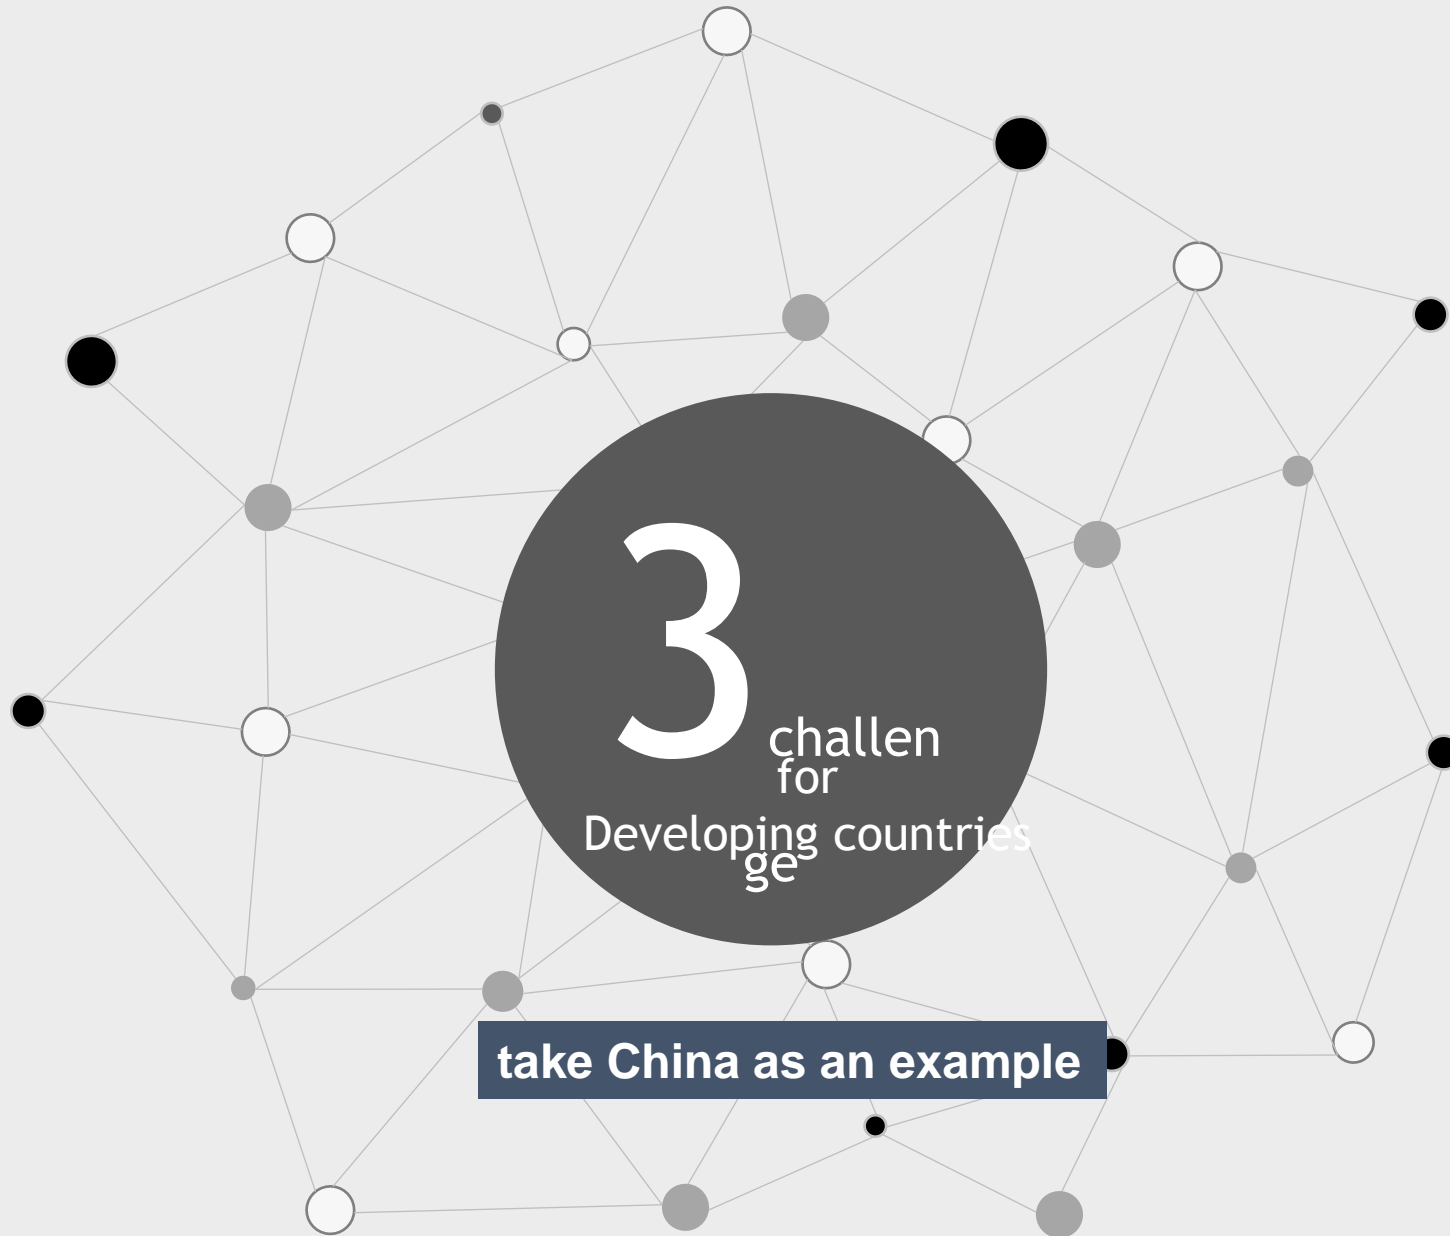 3
challen
for
Developing countries
ge
take China as an example